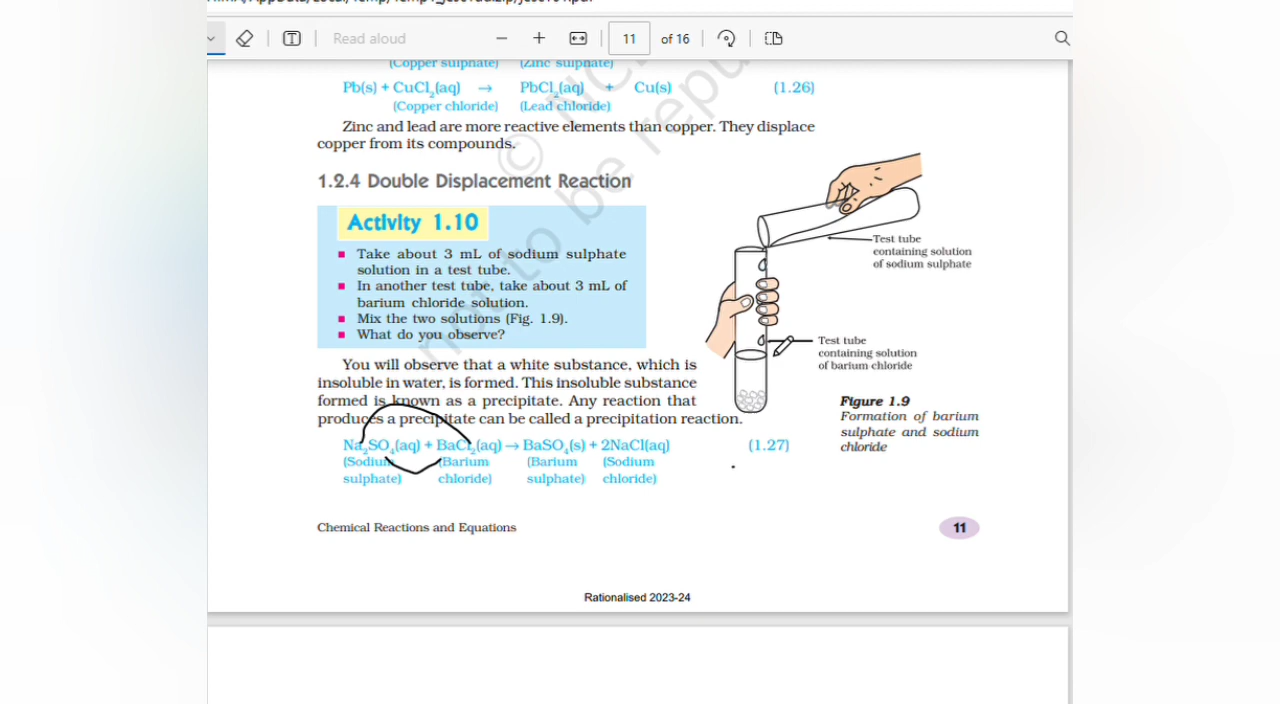 Read aloud
11 of 16
(Copper sulphate) (Zinc sulphate)
Pb(s) + CuCl2(aq) → PbCl2(aq) + Cu(s) (1.26)
(Copper chloride) (Lead chloride)
Zinc and lead are more reactive elements than copper. They displace
copper from its compounds.
1.2.4 Double Displacement Reaction
Activity 1.10
■ Take about 3 mL of sodium sulphate
solution in a test tube.
■ In another test tube, take about 3 mL of
barium chloride solution.
■ Mix the two solutions (Fig. 1.9).
■ What do you observe?
Test tube
containing solution
of sodium sulphate
Test tube
containing solution
of barium chloride
You will observe that a white substance, which is
insoluble in water, is formed. This insoluble substance
formed is known as a precipitate. Any reaction that
produces a precipitate can be called a precipitation reaction.
Figure 1.9
Formation of barium
sulphate and sodium
chloride
Na2SO4(aq) + BaCl2(aq) → BaSO4(s) + 2NaCl(aq) (1.27)
(Sodium (Barium (Barium (Sodium
sulphate) chloride) sulphate) chloride)
Chemical Reactions and Equations
11
Rationalised 2023-24
not to be repu